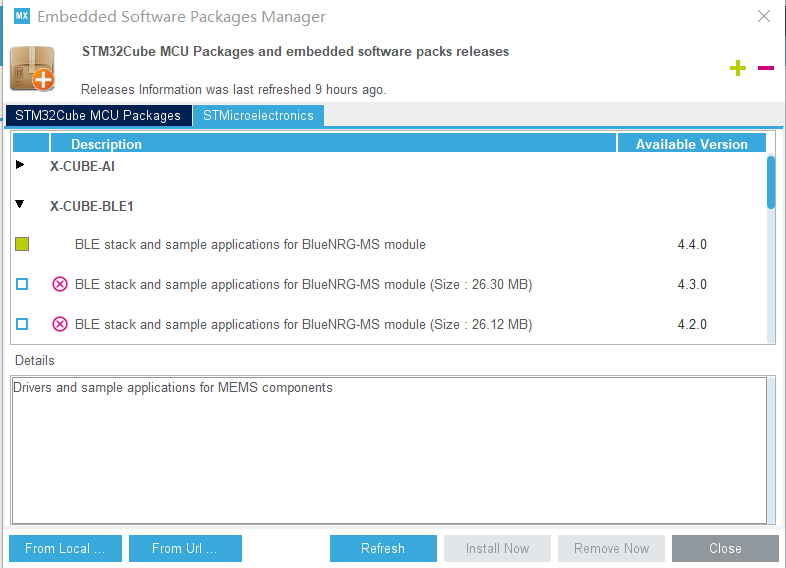 MX Embedded Software Packages Manager
STM32Cube MCU Packages and embedded software packs releases
Releases Information was last refreshed 9 hours ago.
STM32Cube MCU Packages STMicroelectronics
Description Available Version
X-CUBE-AI
X-CUBE-BLE1
BLE stack and sample applications for BlueNRG-MS module 4.4.0
BLE stack and sample applications for BlueNRG-MS module (Size : 26.30 MB) 4.3.0
BLE stack and sample applications for BlueNRG-MS module (Size : 26.12 MB) 4.2.0
Details
Drivers and sample applications for MEMS components
From Local ... From Url ... Refresh Install Now Remove Now Close